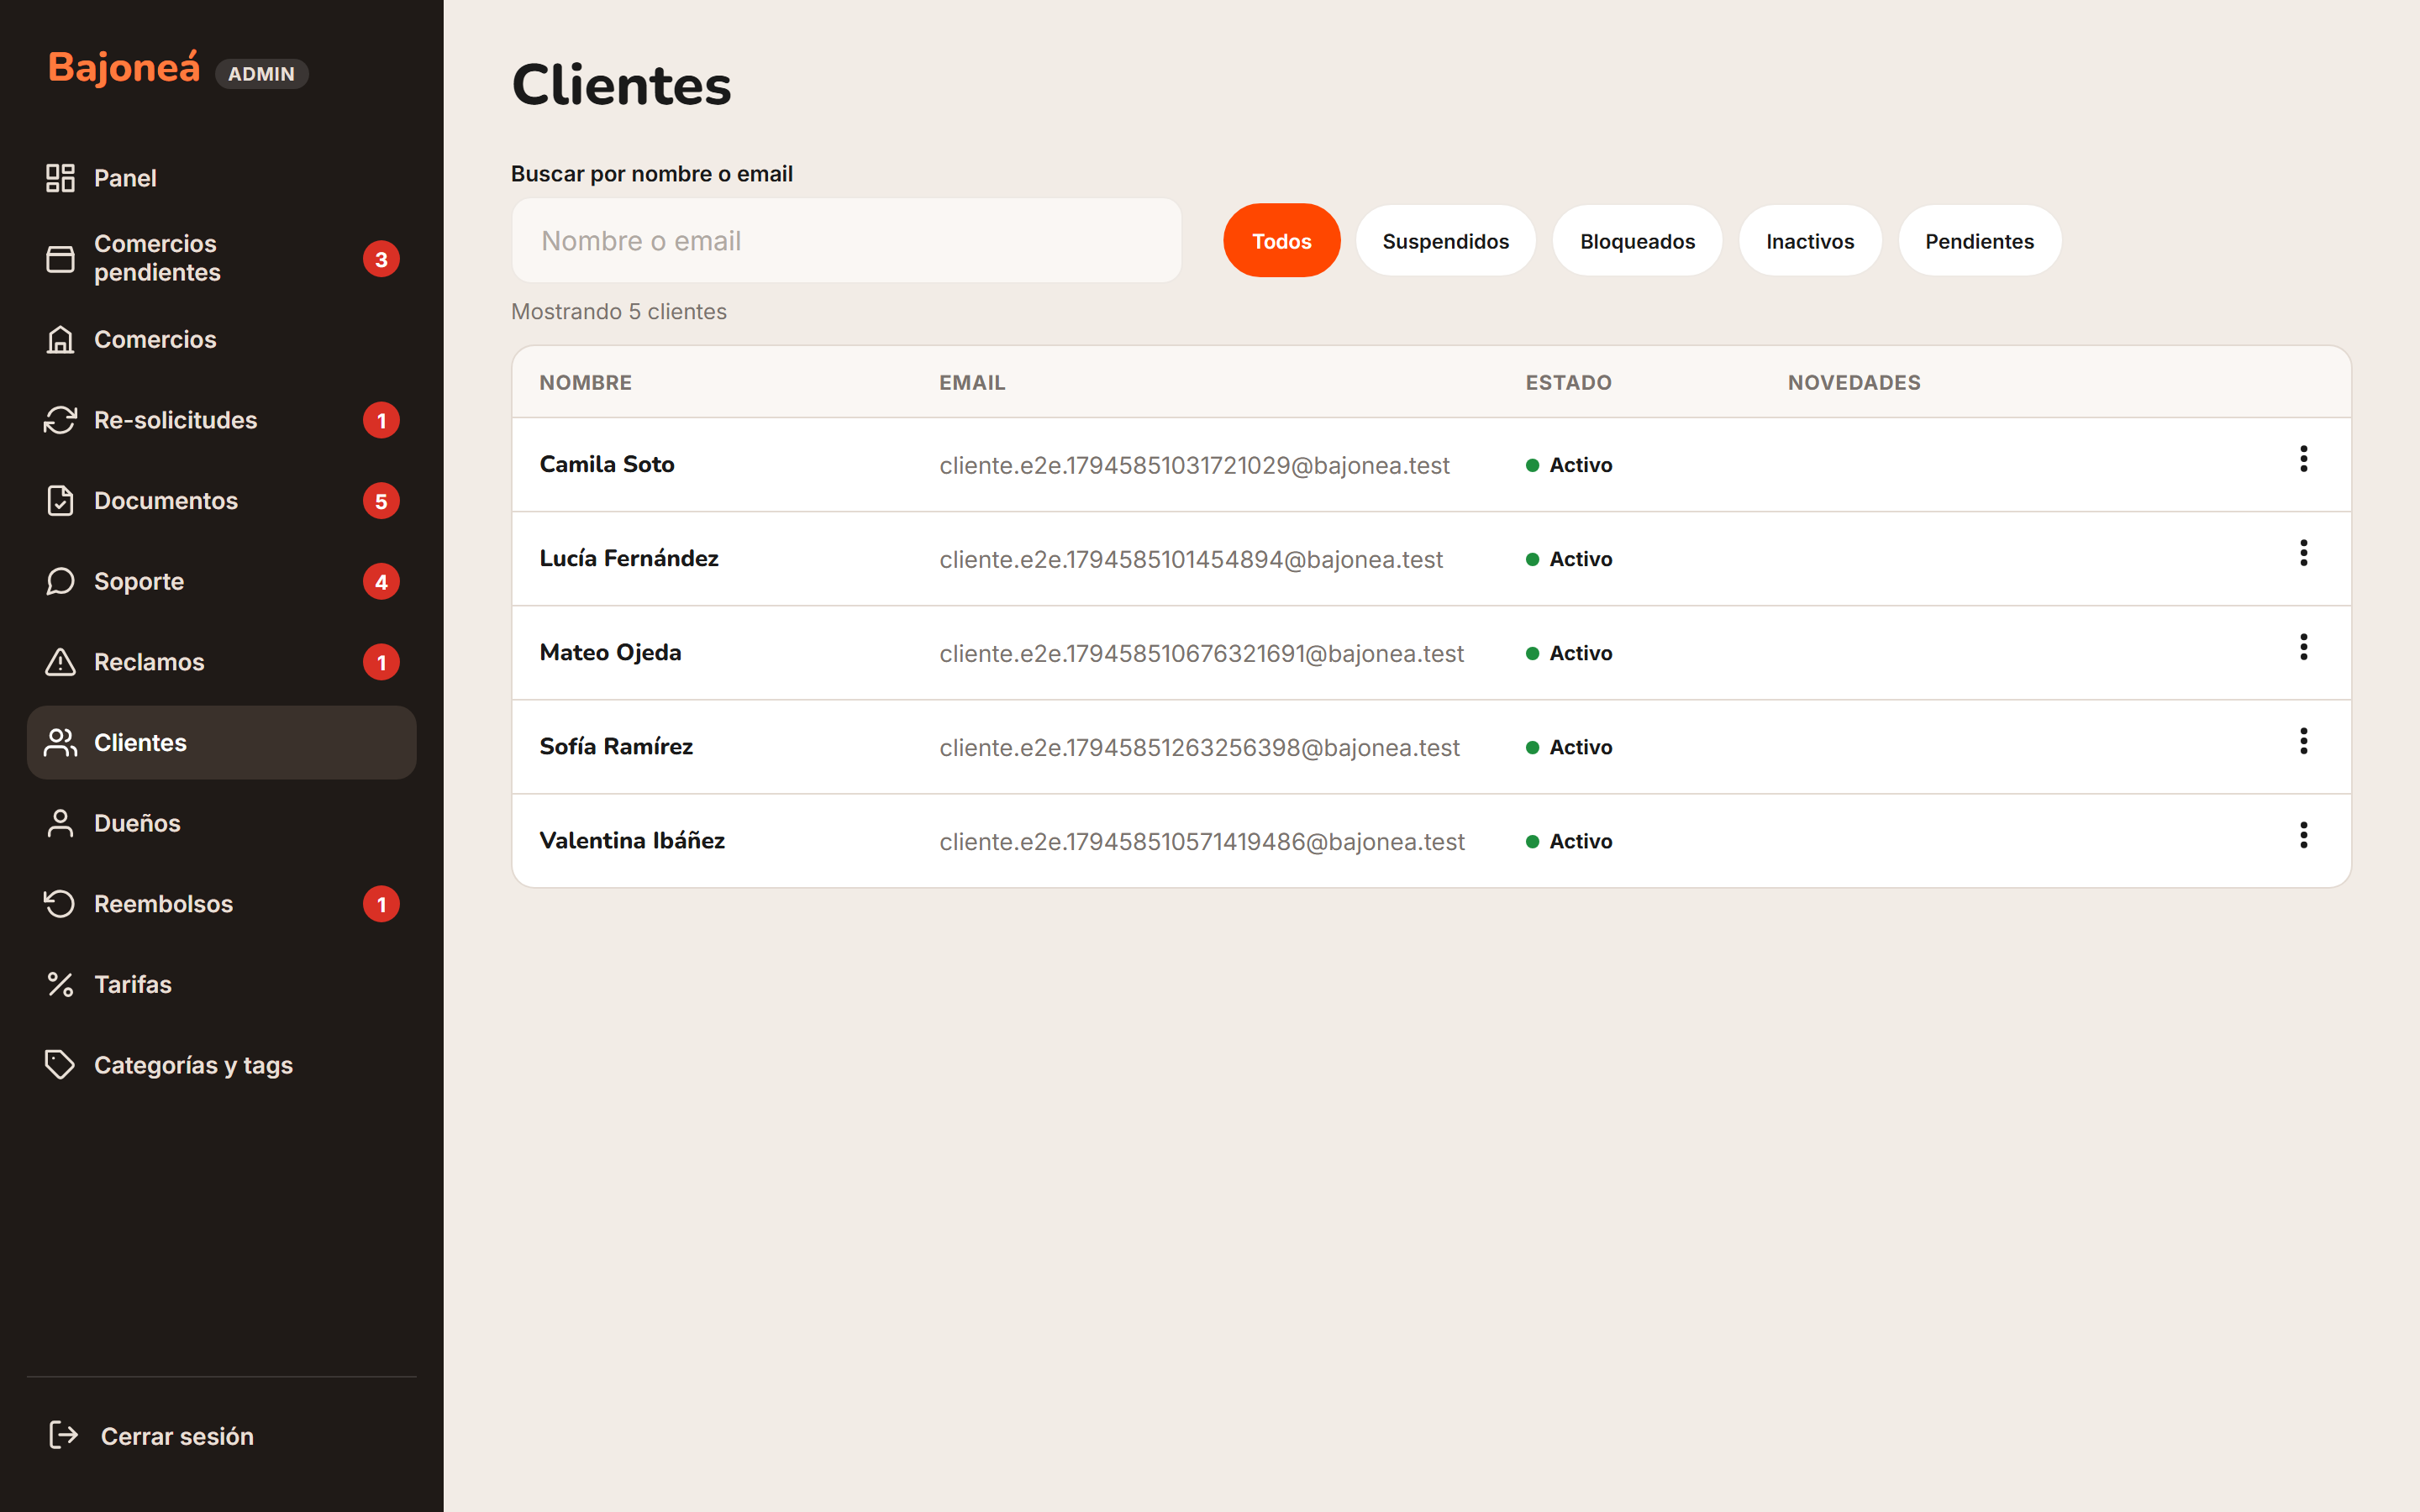 Bajoneá ADMIN
Panel
Comercios
pendientes 3
Comercios
Re-solicitudes 1
Documentos 5
Soporte 4
Reclamos 1
Clientes
Dueños
Reembolsos 1
Tarifas
Categorías y tags
Cerrar sesión
Clientes
Buscar por nombre o email
Nombre o email
Todos Suspendidos Bloqueados Inactivos Pendientes
Mostrando 5 clientes
NOMBRE EMAIL ESTADO NOVEDADES
Camila Soto cliente.e2e.17945851031721029@bajonea.test Activo
Lucía Fernández cliente.e2e.1794585101454894@bajonea.test Activo
Mateo Ojeda cliente.e2e.179458510676321691@bajonea.test Activo
Sofía Ramírez cliente.e2e.17945851263256398@bajonea.test Activo
Valentina Ibáñez cliente.e2e.179458510571419486@bajonea.test Activo